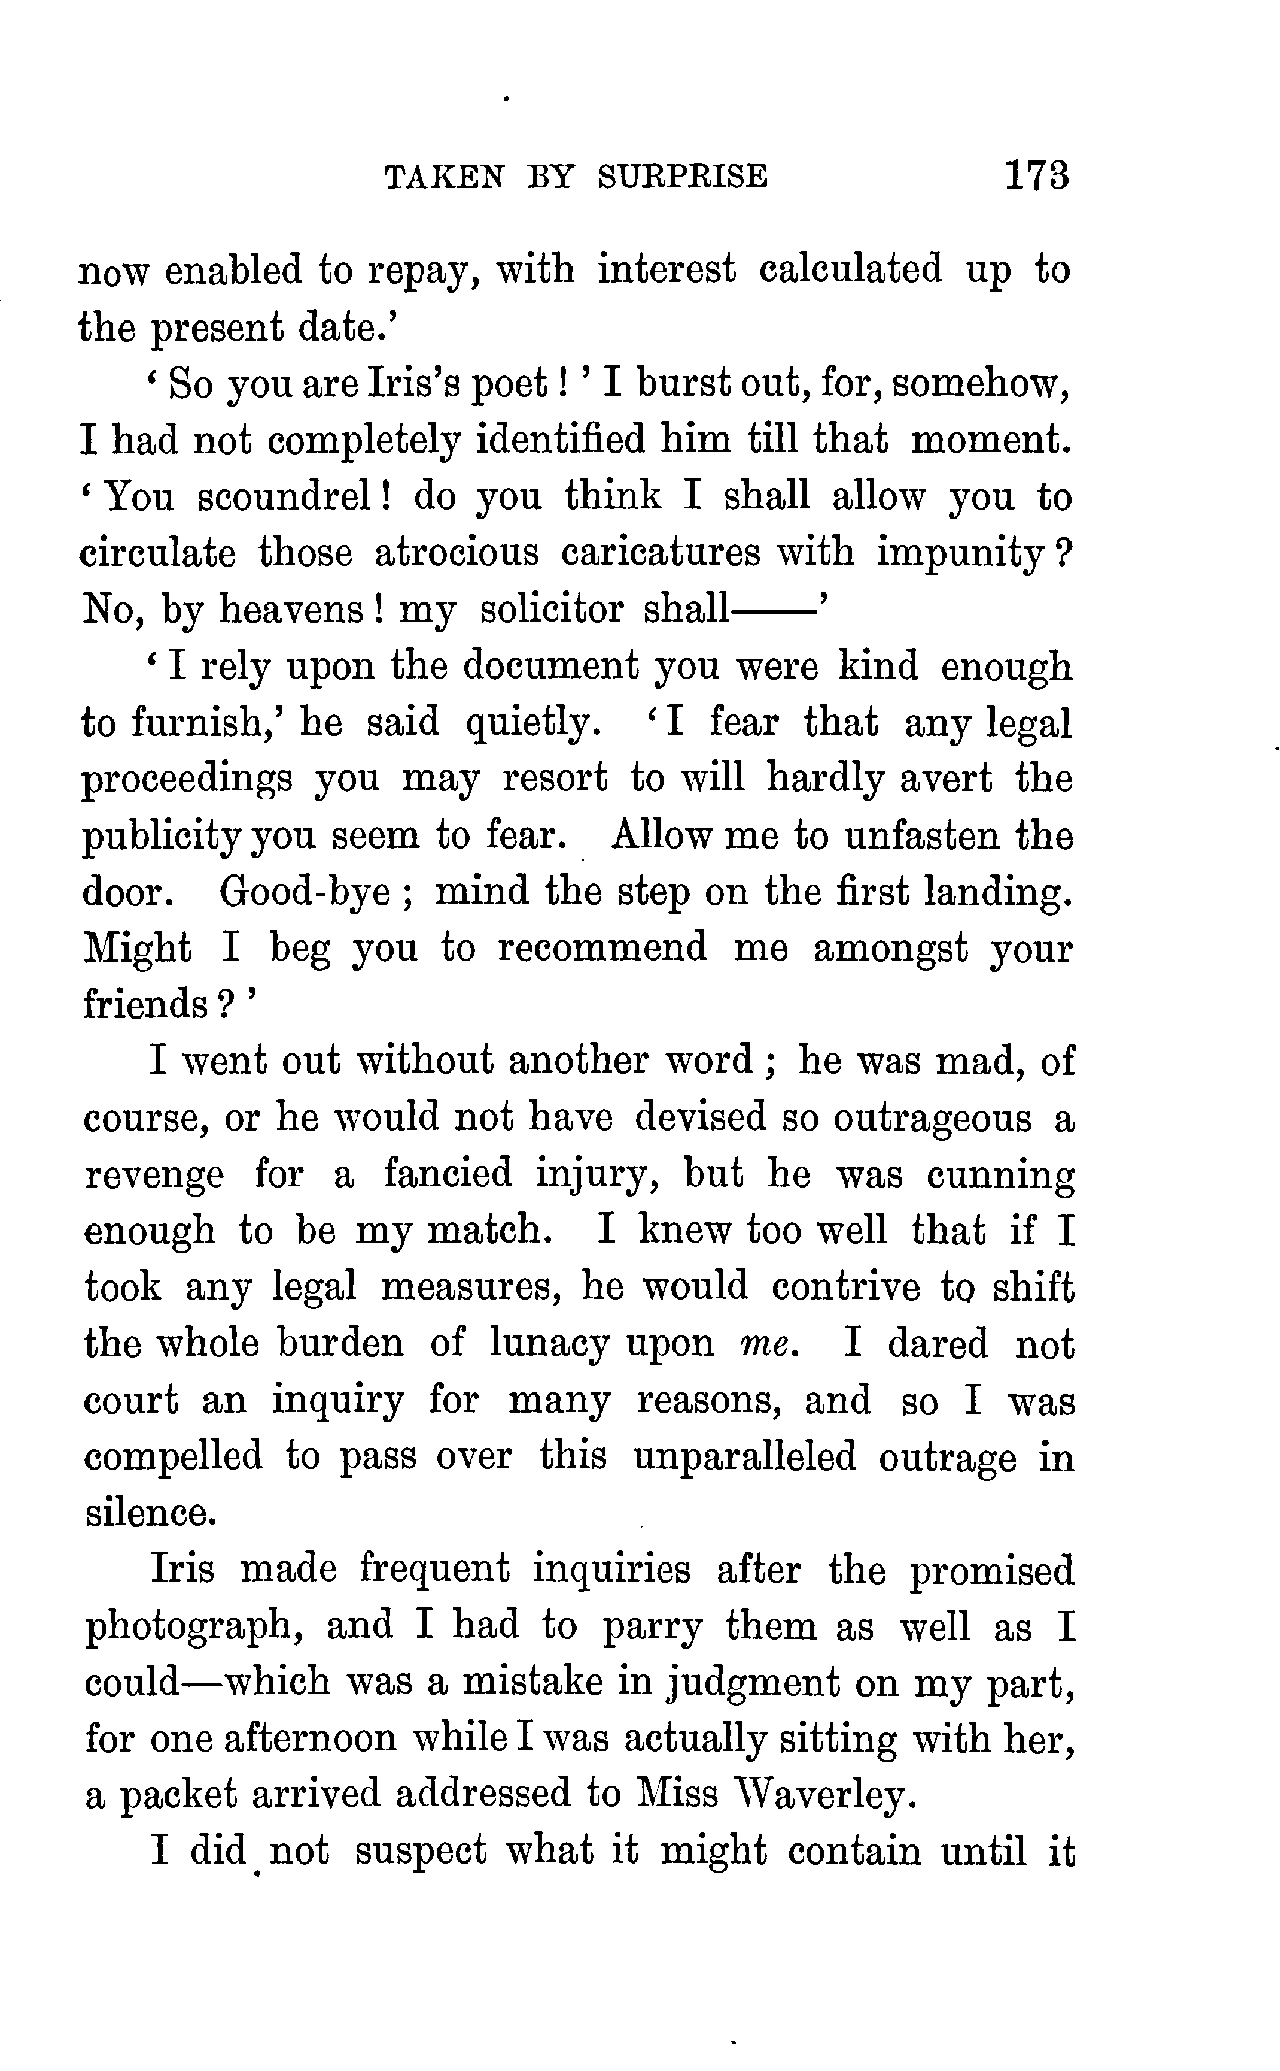 TAKEN BY SURPRISE 173
now enabled to repay, with interest calculated up to
the present date.’
‘ So you are Iris’s poet ! ’ I burst out, for, somehow,
I had not completely identified him till that moment.
‘ You scoundrel ! do you think I shall allow you to
circulate those atrocious caricatures with impunity ?
No, by heavens ! my solicitor shall——’
‘ I rely upon the document you were kind enough
to furnish,’ he said quietly. ‘ I fear that any legal
proceedings you may resort to will hardly avert the
publicity you seem to fear. Allow me to unfasten the
door. Good-bye ; mind the step on the first landing.
Might I beg you to recommend me amongst your
friends ? ’
I went out without another word ; he was mad, of
course, or he would not have devised so outrageous a
revenge for a fancied injury, but he was cunning
enough to be my match. I knew too well that if I
took any legal measures, he would contrive to shift
the whole burden of lunacy upon me. I dared not
court an inquiry for many reasons, and so I was
compelled to pass over this unparalleled outrage in
silence.
Iris made frequent inquiries after the promised
photograph, and I had to parry them as well as I
could—which was a mistake in judgment on my part,
for one afternoon while I was actually sitting with her,
a packet arrived addressed to Miss Waverley.
I did not suspect what it might contain until it